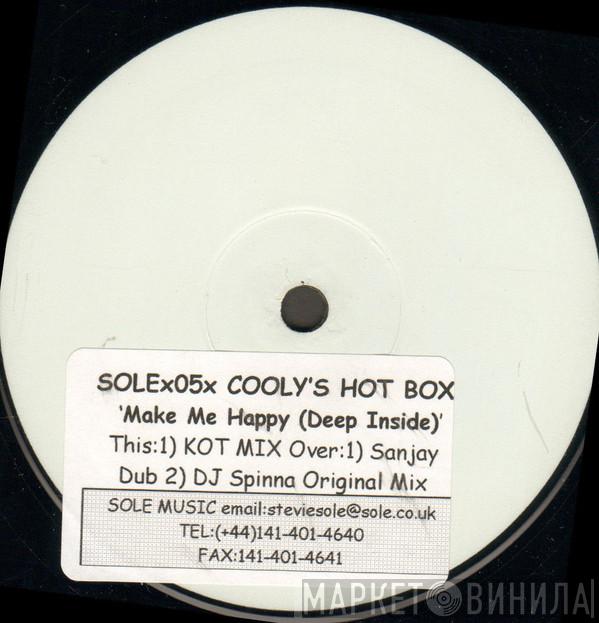 SOLEx05x COOLY'S HOT BOX
'Make Me Happy (Deep Inside)'
This:1) KOT MIX Over:1) Sanjay
Dub 2) DJ Spinna Original Mix
SOLE MUSIC email:steviesole@sole.co.uk
TEL:(+44)141-401-4640
FAX:141-401-4641
МАРКЕТ ВИНИЛА